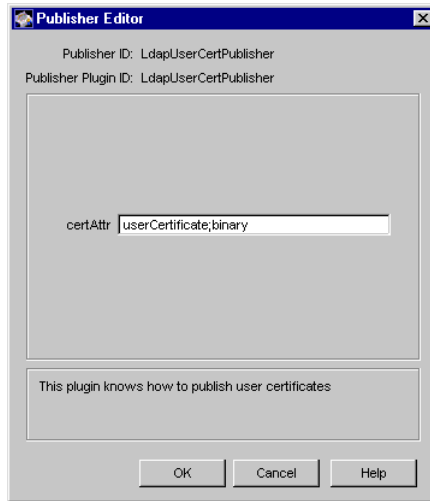 Publisher Editor
Publisher ID: LdapUserCertPublisher
Publisher Plugin ID: LdapUserCertPublisher
certAttr userCertificate;binary
This plugin knows how to publish user certificates
OK Cancel Help